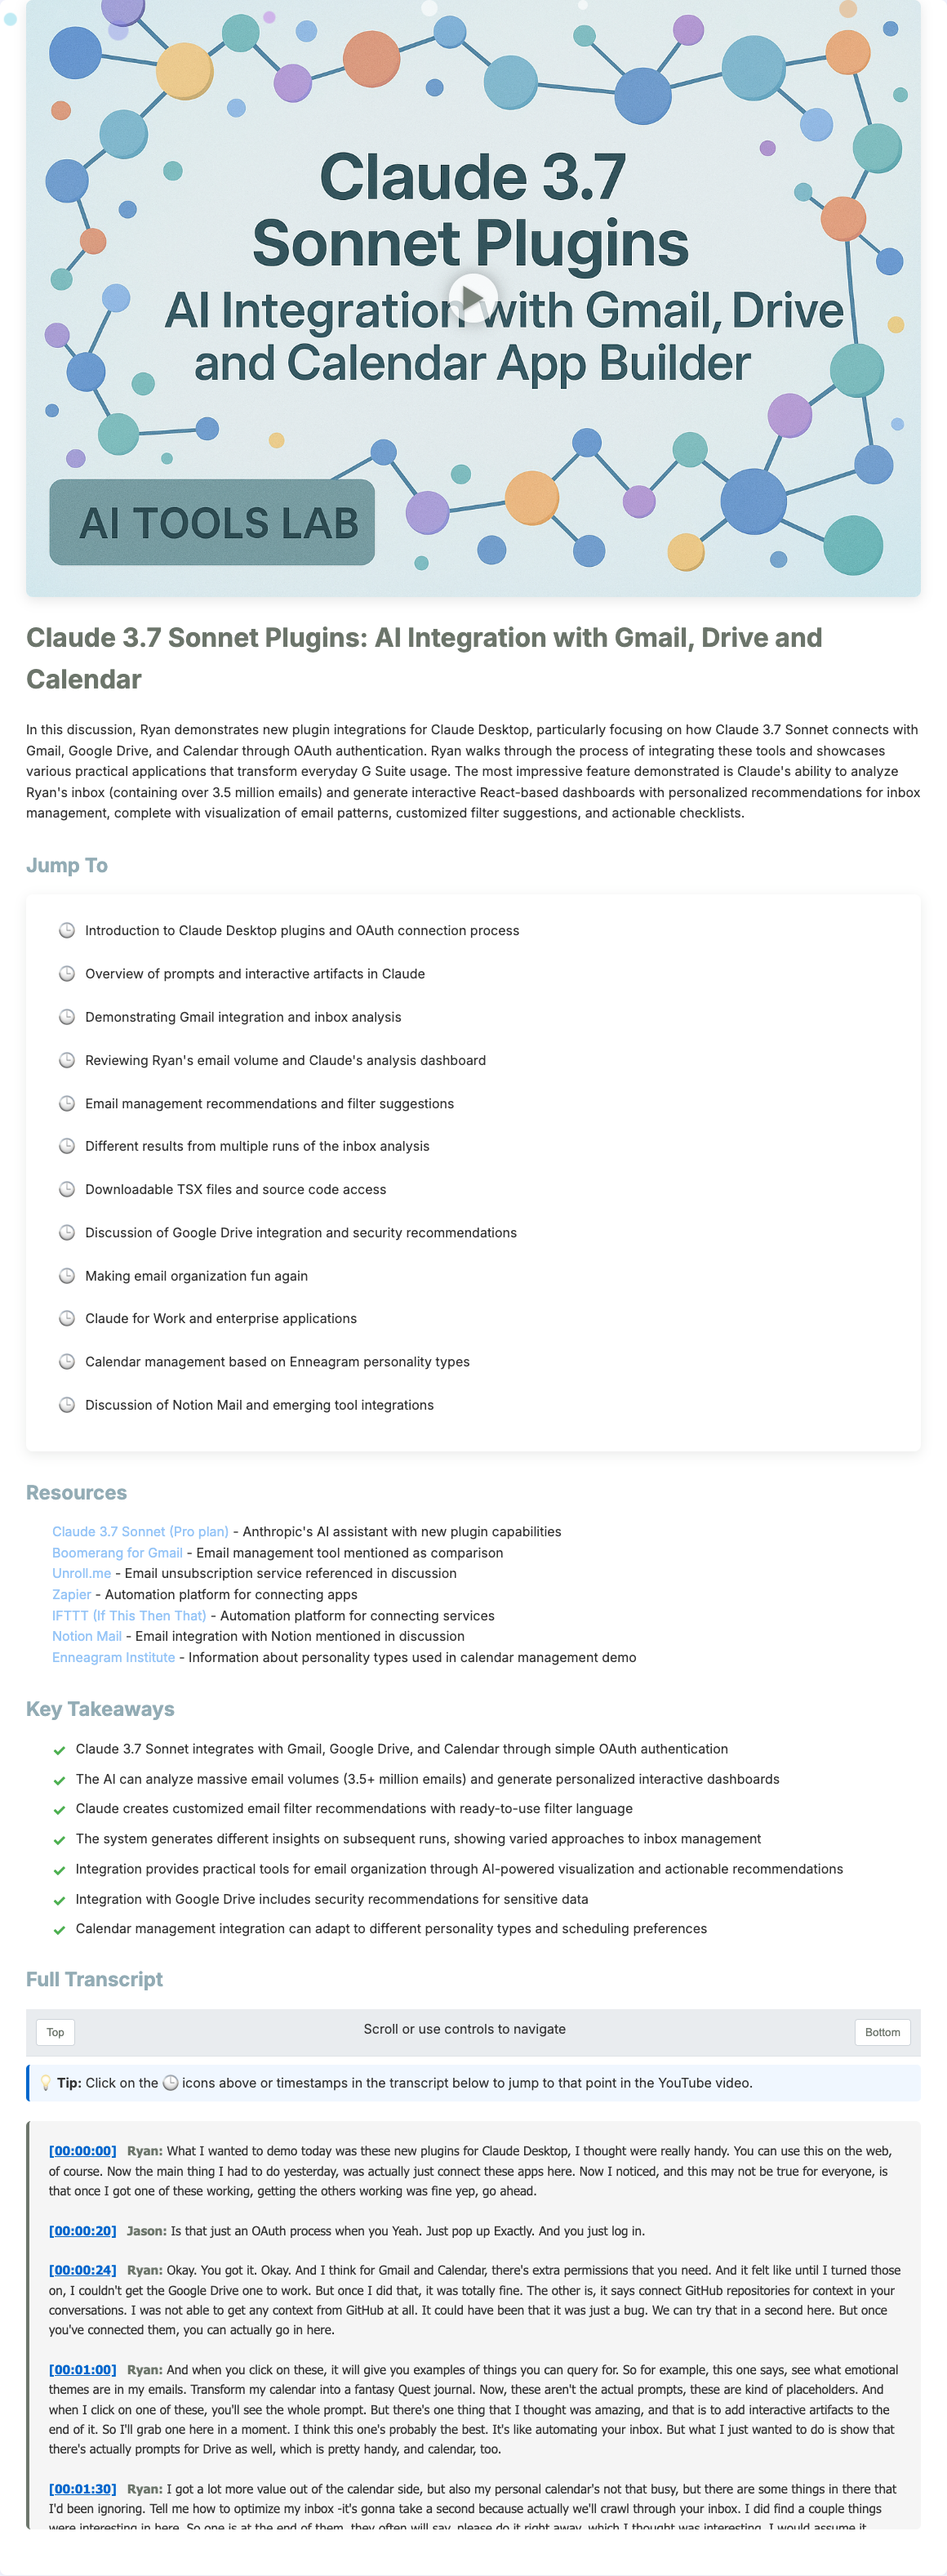 Claude 3.7
Sonnet Plugins
AI Integration with Gmail, Drive
and Calendar App Builder
AI TOOLS LAB
Claude 3.7 Sonnet Plugins: AI Integration with Gmail, Drive and
Calendar
In this discussion, Ryan demonstrates new plugin integrations for Claude Desktop, particularly focusing on how Claude 3.7 Sonnet connects with
Gmail, Google Drive, and Calendar through OAuth authentication. Ryan walks through the process of integrating these tools and showcases
various practical applications that transform everyday G Suite usage. The most impressive feature demonstrated is Claude's ability to analyze
Ryan's inbox (containing over 3.5 million emails) and generate interactive React-based dashboards with personalized recommendations for inbox
management, complete with visualization of email patterns, customized filter suggestions, and actionable checklists.
Jump To
Introduction to Claude Desktop plugins and OAuth connection process
Overview of prompts and interactive artifacts in Claude
Demonstrating Gmail integration and inbox analysis
Reviewing Ryan's email volume and Claude's analysis dashboard
Email management recommendations and filter suggestions
Different results from multiple runs of the inbox analysis
Downloadable TSX files and source code access
Discussion of Google Drive integration and security recommendations
Making email organization fun again
Claude for Work and enterprise applications
Calendar management based on Enneagram personality types
Discussion of Notion Mail and emerging tool integrations
Resources
Claude 3.7 Sonnet (Pro plan) - Anthropic's AI assistant with new plugin capabilities
Boomerang for Gmail - Email management tool mentioned as comparison
Unroll.me - Email unsubscription service referenced in discussion
Zapier - Automation platform for connecting apps
IFTTT (If This Then That) - Automation platform for connecting services
Notion Mail - Email integration with Notion mentioned in discussion
Enneagram Institute - Information about personality types used in calendar management demo
Key Takeaways
Claude 3.7 Sonnet integrates with Gmail, Google Drive, and Calendar through simple OAuth authentication
The AI can analyze massive email volumes (3.5+ million emails) and generate personalized interactive dashboards
Claude creates customized email filter recommendations with ready-to-use filter language
The system generates different insights on subsequent runs, showing varied approaches to inbox management
Integration provides practical tools for email organization through AI-powered visualization and actionable recommendations
Integration with Google Drive includes security recommendations for sensitive data
Calendar management integration can adapt to different personality types and scheduling preferences
Full Transcript
Top
Scroll or use controls to navigate
Bottom
Tip: Click on the 🕒 icons above or timestamps in the transcript below to jump to that point in the YouTube video.
[00:00:00] Ryan: What I wanted to demo today was these new plugins for Claude Desktop, I thought were really handy. You can use this on the web,
of course. Now the main thing I had to do yesterday, was actually just connect these apps here. Now I noticed, and this may not be true for everyone, is
that once I got one of these working, getting the others working was fine yep, go ahead.
[00:00:20] Jason: Is that just an OAuth process when you Yeah. Just pop up Exactly. And you just log in.
[00:00:24] Ryan: Okay. You got it. Okay. And I think for Gmail and Calendar, there's extra permissions that you need. And it felt like until I turned those
on, I couldn't get the Google Drive one to work. But once I did that, it was totally fine. The other is, it says connect GitHub repositories for context in your
conversations. I was not able to get any context from GitHub at all. It could have been that it was just a bug. We can try that in a second here. But once
you've connected them, you can actually go in here.
[00:01:00] Ryan: And when you click on these, it will give you examples of things you can query for. So for example, this one says, see what emotional
themes are in my emails. Transform my calendar into a fantasy Quest journal. Now, these aren't the actual prompts, these are kind of placeholders. And
when I click on one of these, you'll see the whole prompt. But there's one thing that I thought was amazing, and that is to add interactive artifacts to the
end of it. So I'll grab one here in a moment. I think this one's probably the best. It's like automating your inbox. But what I just wanted to do is show that
there's actually prompts for Drive as well, which is pretty handy, and calendar, too.
[00:01:30] Ryan: I got a lot more value out of the calendar side, but also my personal calendar's not that busy, but there are some things in there that
I'd been ignoring. Tell me how to optimize my inbox -it's gonna take a second because actually we'll crawl through your inbox. I did find a couple things
were interesting in here. So one is at the end of them, they often will say, please do it right away, which I thought was interesting. I would assume it